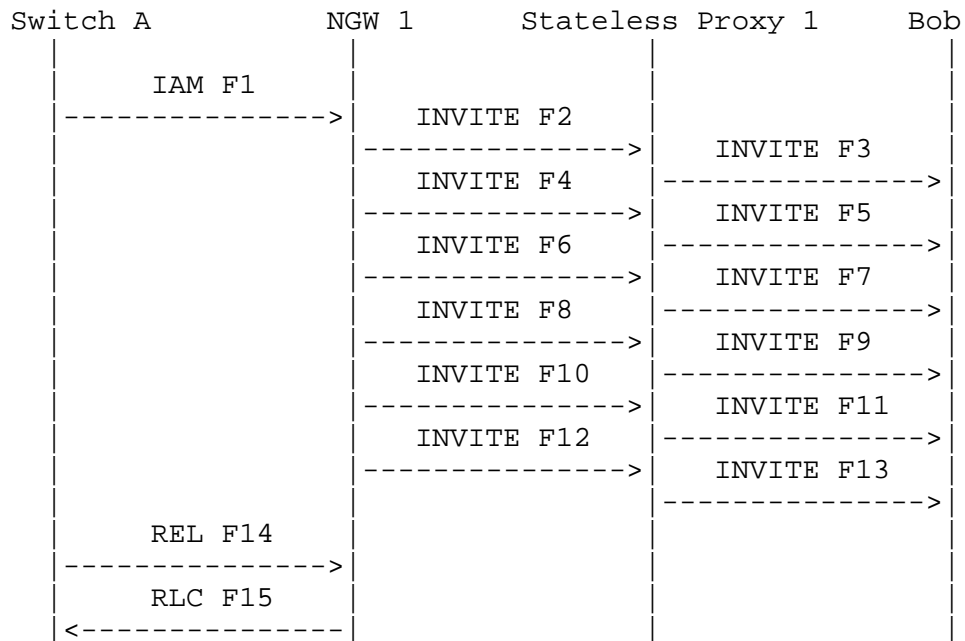 Switch A NGW 1 Stateless Proxy 1 Bob
IAM F1
INVITE F2
INVITE F3
INVITE F4
INVITE F5
INVITE F6
INVITE F7
INVITE F8
INVITE F9
INVITE F10
INVITE F11
INVITE F12
INVITE F13
REL F14
RLC F15